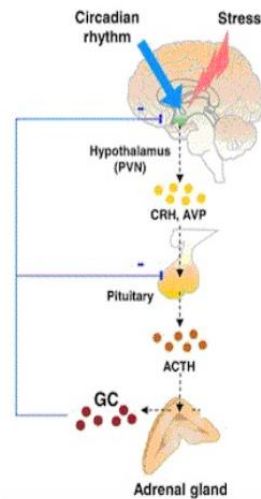 Circadian
rhythm
Stress
-
Hypothalamus
(PVN)
CRH, AVP
-
Pituitary
ACTH
GC
Adrenal gland